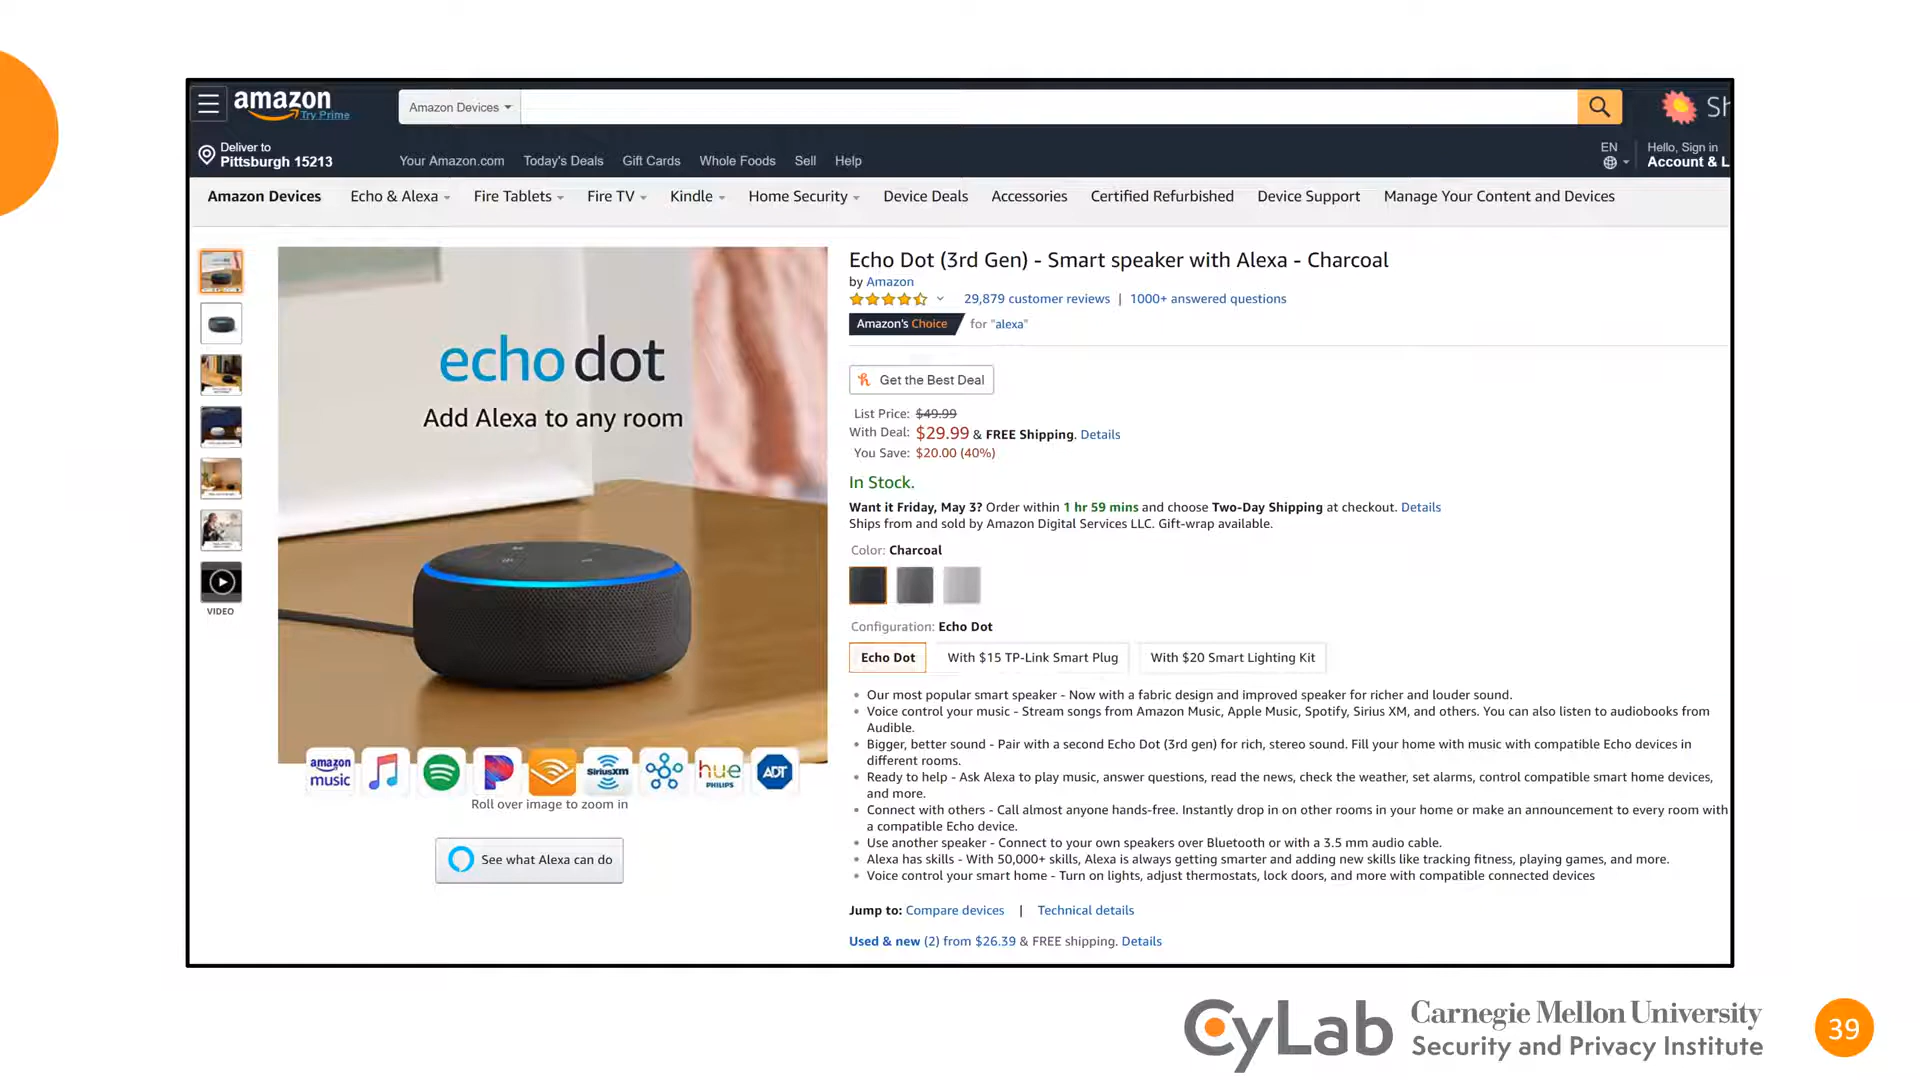 amazon
Try Prime
Amazon Devices
Sh
Deliver to
Pittsburgh 15213
Your Amazon.com Today's Deals Gift Cards Whole Foods Sell Help
EN
Hello, Sign in
Account & L
Amazon Devices Echo & Alexa Fire Tablets Fire TV Kindle Home Security Device Deals Accessories Certified Refurbished Device Support Manage Your Content and Devices
echo dot
Add Alexa to any room
VIDEO
amazon music
SiriusXM
hue
PHILIPS
ADT
Roll over image to zoom in
See what Alexa can do
Echo Dot (3rd Gen) - Smart speaker with Alexa - Charcoal
by Amazon
29,879 customer reviews | 1000+ answered questions
Amazon's Choice for "alexa"
Get the Best Deal
List Price: $49.99
With Deal: $29.99 & FREE Shipping. Details
You Save: $20.00 (40%)
In Stock.
Want it Friday, May 3? Order within 1 hr 59 mins and choose Two-Day Shipping at checkout. Details
Ships from and sold by Amazon Digital Services LLC. Gift-wrap available.
Color: Charcoal
Configuration: Echo Dot
Echo Dot With $15 TP-Link Smart Plug With $20 Smart Lighting Kit
• Our most popular smart speaker - Now with a fabric design and improved speaker for richer and louder sound.
• Voice control your music - Stream songs from Amazon Music, Apple Music, Spotify, Sirius XM, and others. You can also listen to audiobooks from
Audible.
• Bigger, better sound - Pair with a second Echo Dot (3rd gen) for rich, stereo sound. Fill your home with music with compatible Echo devices in
different rooms.
• Ready to help - Ask Alexa to play music, answer questions, read the news, check the weather, set alarms, control compatible smart home devices,
and more.
• Connect with others - Call almost anyone hands-free. Instantly drop in on other rooms in your home or make an announcement to every room with
a compatible Echo device.
• Use another speaker - Connect to your own speakers over Bluetooth or with a 3.5 mm audio cable.
• Alexa has skills - With 50,000+ skills, Alexa is always getting smarter and adding new skills like tracking fitness, playing games, and more.
• Voice control your smart home - Turn on lights, adjust thermostats, lock doors, and more with compatible connected devices
Jump to: Compare devices | Technical details
Used & new (2) from $26.39 & FREE shipping. Details
CyLab
Carnegie Mellon University
Security and Privacy Institute
39